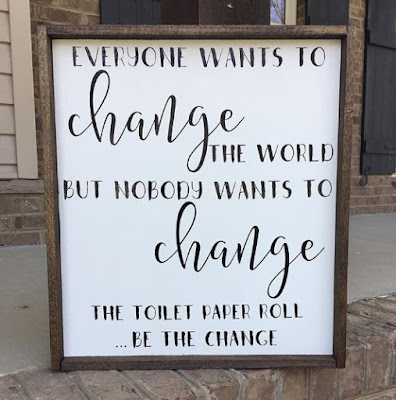 EVERYONE WANTS TO
change
THE WORLD
BUT NOBODY WANTS TO
change
THE TOILET PAPER ROLL
...BE THE CHANGE